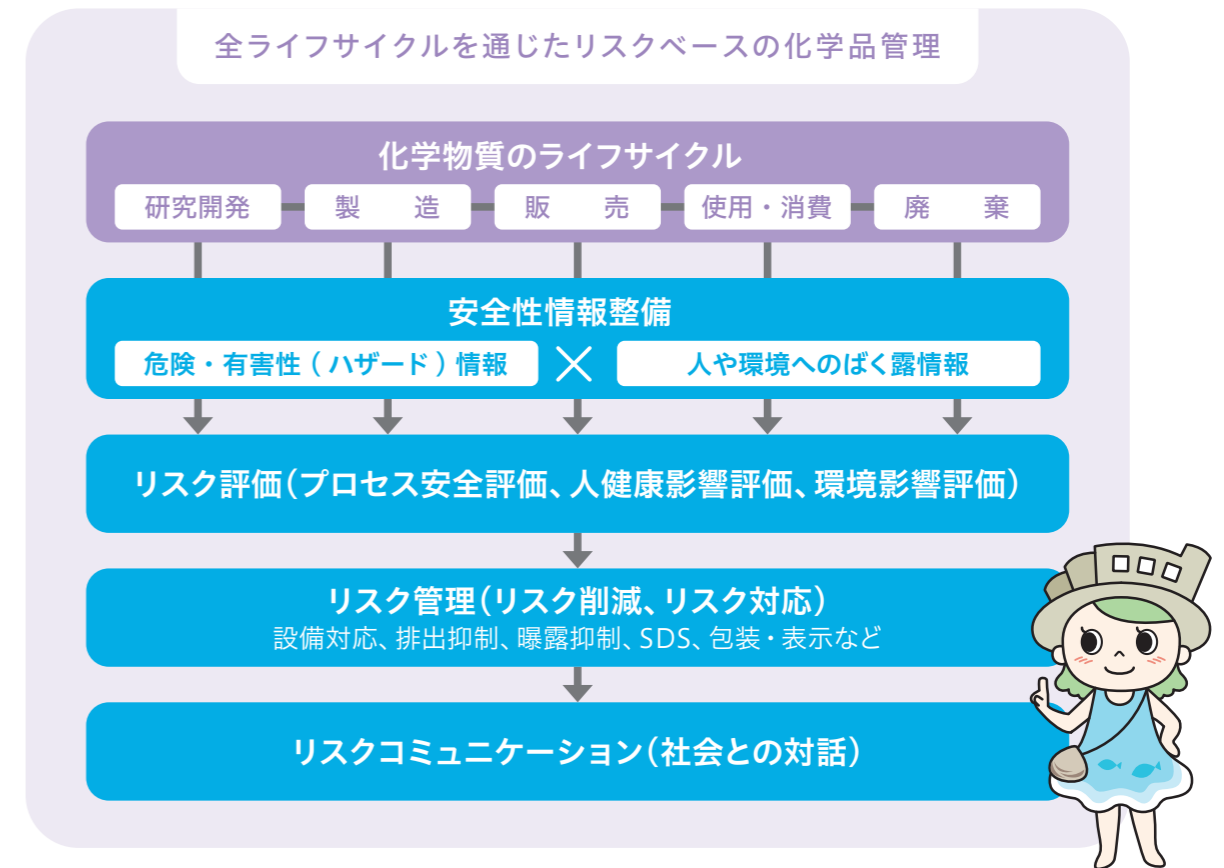 全ライフサイクルを通じたリスクベースの化学品管理
化学物質のライフサイクル
研究開発 製造 販売 使用・消費 廃棄
安全性情報整備
危険・有害性(ハザード)情報 × 人や環境へのばく露情報
リスク評価(プロセス安全評価、人健康影響評価、環境影響評価)
リスク管理(リスク削減、リスク対応)
設備対応、排出抑制、曝露抑制、SDS、包装・表示など
リスクコミュニケーション(社会との対話)